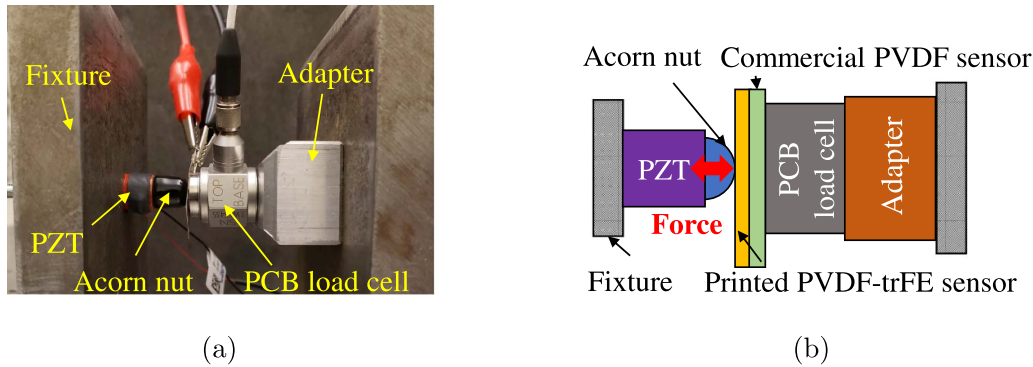 Fixture
Adapter
TOP
BASE
PZT
Acorn nut
PCB load cell
(a)
Acorn nut
Commercial PVDF sensor
PZT
PCB
load cell
Adapter
Force
Fixture
Printed PVDF-trFE sensor
(b)